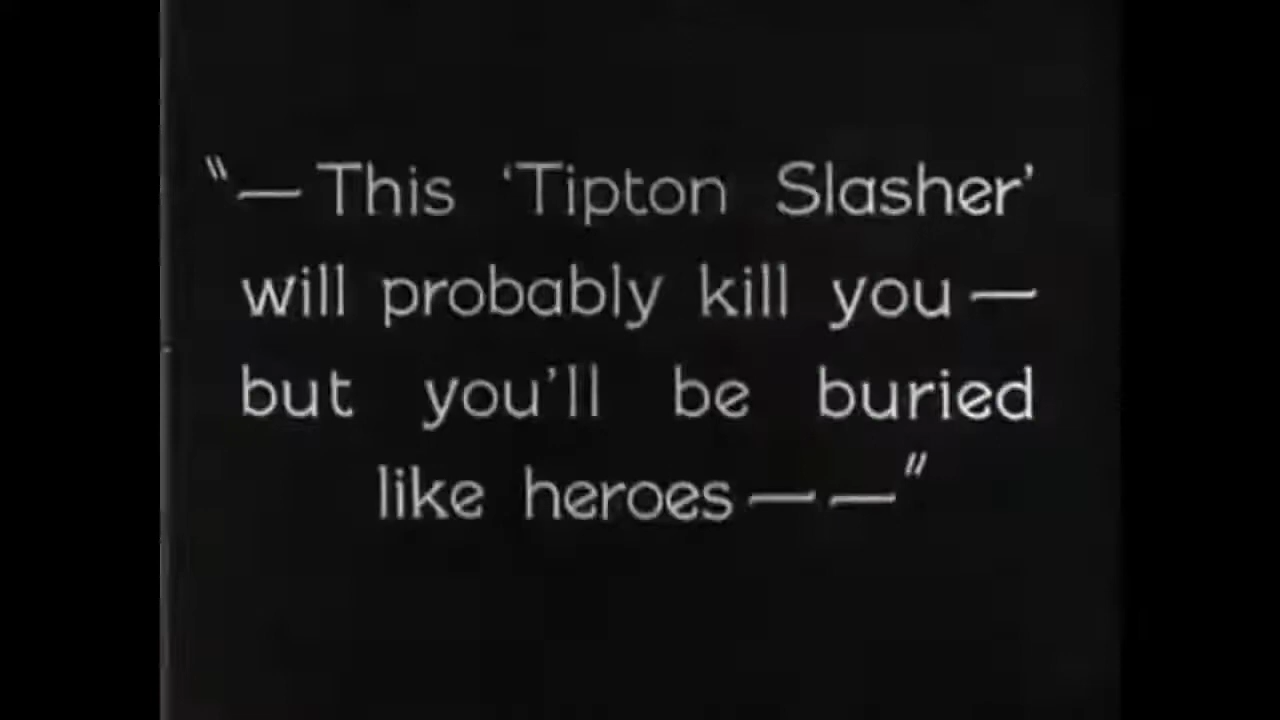 "—This 'Tipton Slasher'
will probably kill you—
but you'll be buried
like heroes——"